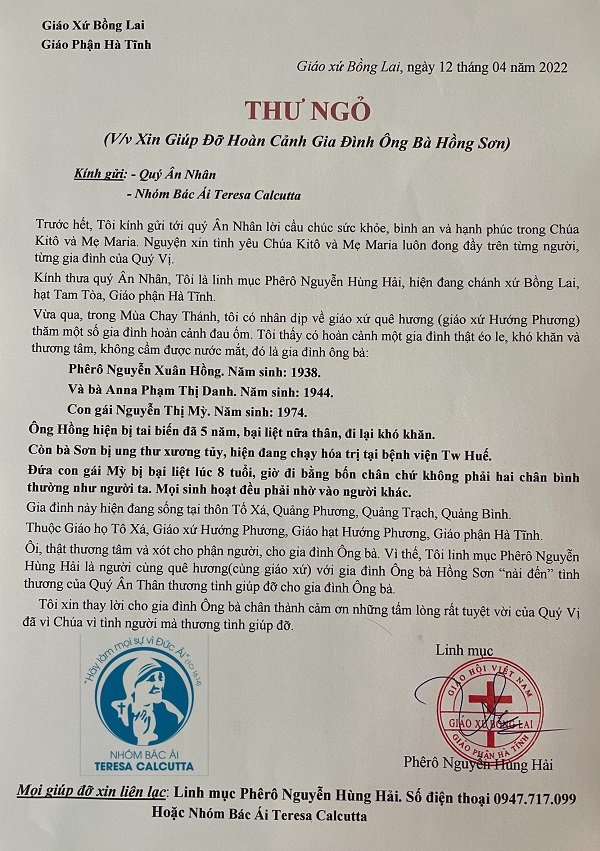 Giáo Xứ Bồng Lai
Giáo Phận Hà Tĩnh
Giáo xứ Bồng Lai, ngày 12 tháng 04 năm 2022
THƯ NGỎ
(V/v Xin Giúp Đỡ Hoàn Cảnh Gia Đình Ông Bà Hồng Sơn)
Kính gửi: - Quý Ân Nhân
- Nhóm Bác Ái Teresa Calcutta
Trước hết, Tôi kính gửi tới quý Ân Nhân lời cầu chúc sức khỏe, bình an và hạnh phúc trong Chúa
Kitô và Mẹ Maria. Nguyện xin tình yêu Chúa Kitô và Mẹ Maria luôn đong đầy trên từng người,
từng gia đình của Quý Vị.
Kính thưa quý Ân Nhân, Tôi là linh mục Phêrô Nguyễn Hùng Hải, hiện đang chánh xứ Bồng Lai,
hạt Tam Tòa, Giáo phận Hà Tĩnh.
Vừa qua, trong Mùa Chay Thánh, tôi có nhân dịp về giáo xứ quê hương (giáo xứ Hướng Phương)
thăm một số gia đình hoàn cảnh đau ốm. Tôi thấy có hoàn cảnh một gia đình thật éo le, khó khăn và
thương tâm, không cầm được nước mắt, đó là gia đình ông bà:
Phêrô Nguyễn Xuân Hồng. Năm sinh: 1938.
Và bà Anna Phạm Thị Danh. Năm sinh: 1944.
Con gái Nguyễn Thị Mỳ. Năm sinh: 1974.
Ông Hồng hiện bị tai biến đã 5 năm, bại liệt nữa thân, đi lại khó khăn.
Còn bà Sơn bị ung thư xương tủy, hiện đang chạy hóa trị tại bệnh viện Tw Huế.
Đứa con gái Mỳ bị bại liệt lúc 8 tuổi, giờ đi bằng bốn chân chứ không phải hai chân bình
thường như người ta. Mọi sinh hoạt đều phải nhờ vào người khác.
Gia đình này hiện đang sống tại thôn Tố Xá, Quảng Phương, Quảng Trạch, Quảng Bình.
Thuộc Giáo họ Tô Xá, Giáo xứ Hướng Phương, Giáo hạt Hướng Phương, Giáo phận Hà Tĩnh.
Ôi, thật thương tâm và xót cho phận người, cho gia đình Ông bà. Vì thế, Tôi linh mục Phêrô Nguyễn
Hùng Hải là người cùng quê hương(cùng giáo xứ) với gia đình Ông bà Hồng Sơn “nài đến” tình
thương của Quý Ân Thân thương tình giúp đỡ cho gia đình Ông bà.
Tôi xin thay lời cho gia đình Ông bà chân thành cảm ơn những tấm lòng rất tuyệt vời của Quý Vị
đã vì Chúa vì tình người mà thương tình giúp đỡ.
"Hãy làm mọi sự vì Đức Ái"
NHÓM BÁC ÁI
TERESA CALCUTTA
Linh mục
GIÁO HỘI VIỆT NAM
GIÁO XỨ BỒNG LAI
GIÁO PHẬN HÀ TĨNH
Phêrô Nguyễn Hùng Hải
Mọi giúp đỡ xin liên lạc: Linh mục Phêrô Nguyễn Hùng Hải. Số điện thoại 0947.717.099
Hoặc Nhóm Bác Ái Teresa Calcutta